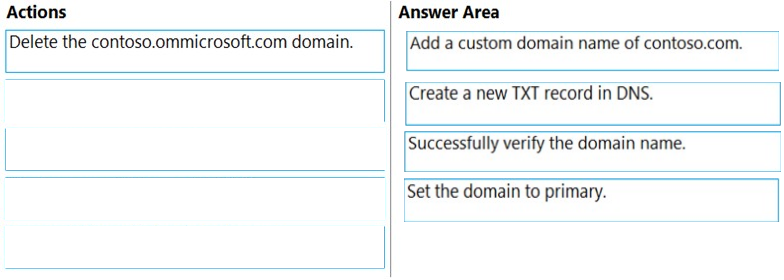 Actions
Delete the contoso.ommicrosoft.com domain.
Answer Area
Add a custom domain name of contoso.com.
Create a new TXT record in DNS.
Successfully verify the domain name.
Set the domain to primary.